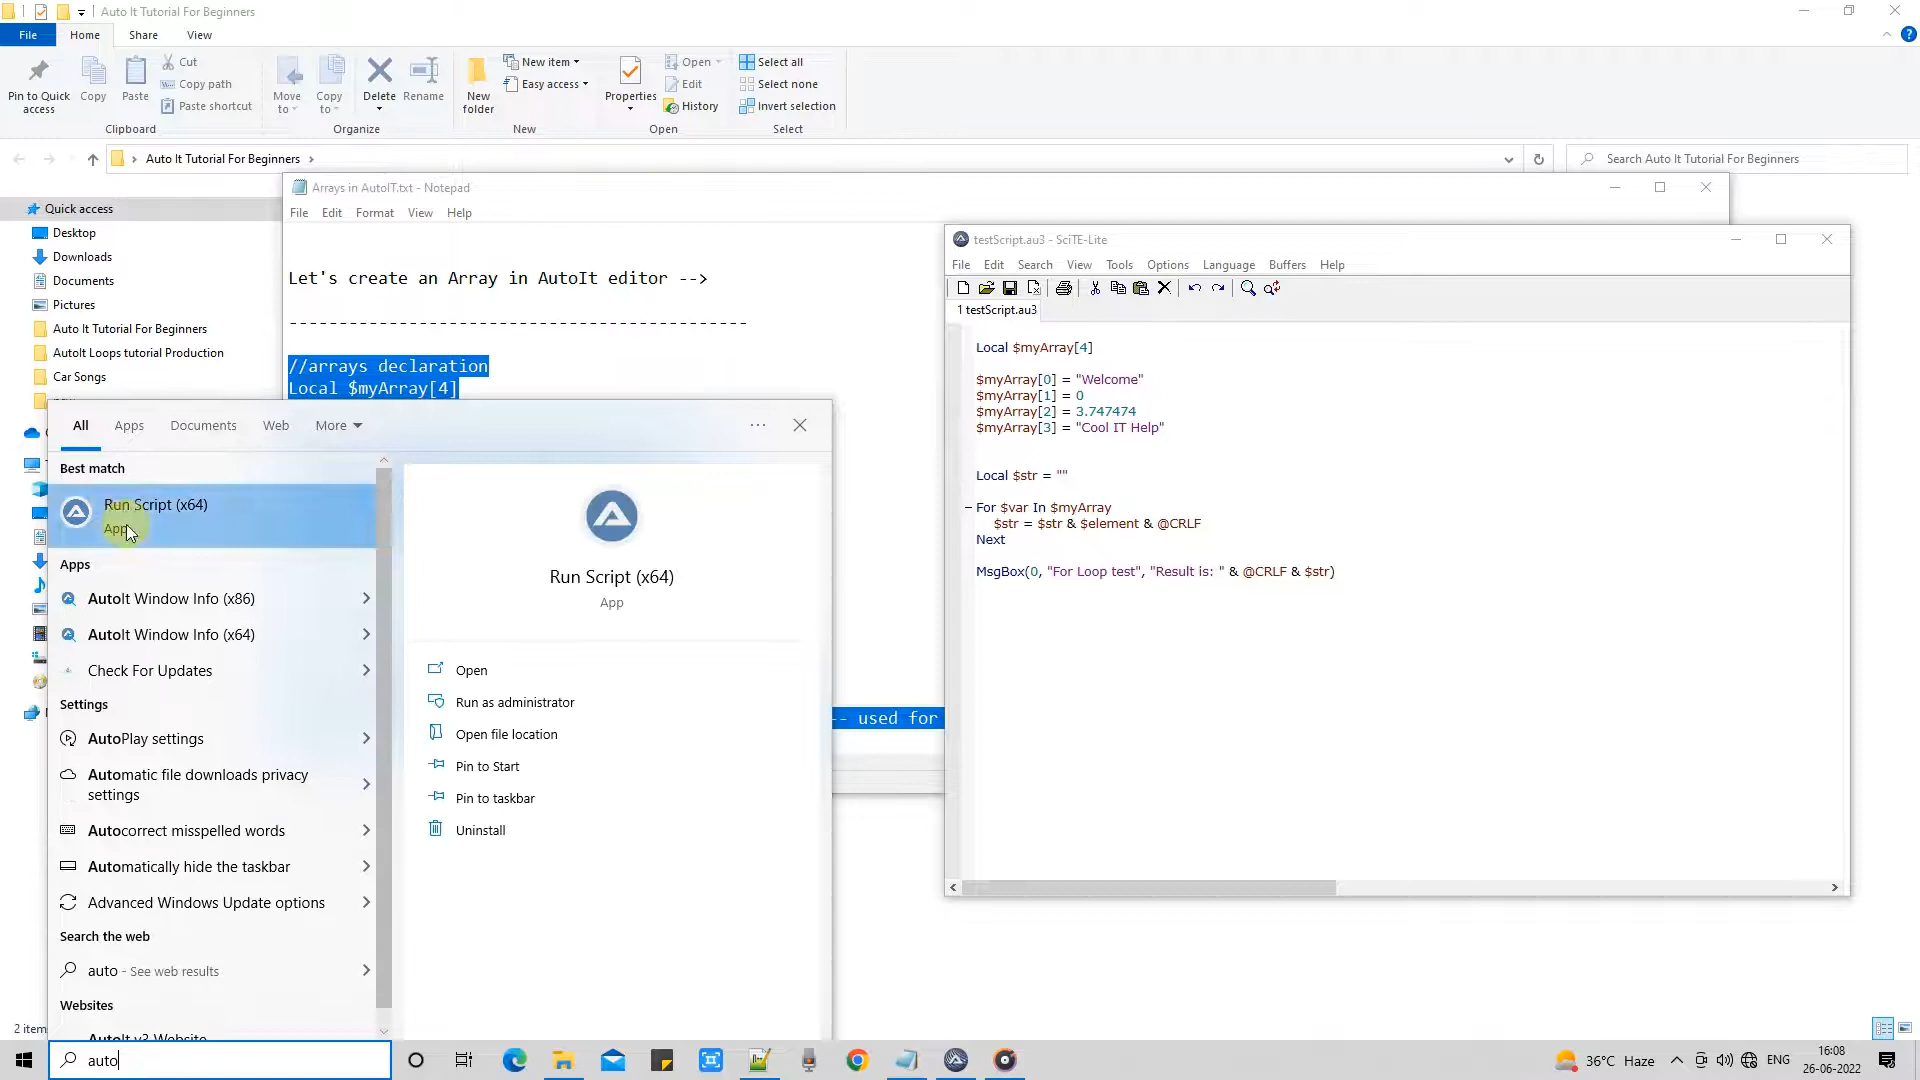 Auto It Tutorial For Beginners
File
Home
Share
View
Pin to Quick access
Copy
Paste
Cut
Copy path
Paste shortcut
Clipboard
Move to
Copy to
Delete
Rename
Organize
New folder
New item
Easy access
New
Properties
Open
Edit
History
Open
Select all
Select none
Invert selection
Select
Auto It Tutorial For Beginners
Search Auto It Tutorial For Beginners
Quick access
Desktop
Downloads
Documents
Pictures
Auto It Tutorial For Beginners
AutoIt Loops tutorial Production
Car Songs
2 item
Arrays in AutoIT.txt - Notepad
File Edit Format View Help
Let's create an Array in AutoIt editor -->
----------------------------------------------
//arrays declaration
Local $myArray[4]
-- used for
testScript.au3 - SciTE-Lite
File Edit Search View Tools Options Language Buffers Help
1 testScript.au3
Local $myArray[4]
$myArray[0] = "Welcome"
$myArray[1] = 0
$myArray[2] = 3.747474
$myArray[3] = "Cool IT Help"
Local $str = ""
For $var In $myArray
$str = $str & $element & @CRLF
Next
MsgBox(0, "For Loop test", "Result is: " & @CRLF & $str)
All
Apps
Documents
Web
More
Best match
Run Script (x64)
App
Apps
AutoIt Window Info (x86)
AutoIt Window Info (x64)
Check For Updates
Settings
AutoPlay settings
Automatic file downloads privacy
settings
Autocorrect misspelled words
Automatically hide the taskbar
Advanced Windows Update options
Search the web
auto - See web results
Websites
AutoIt v3 Website
Run Script (x64)
App
Open
Run as administrator
Open file location
Pin to Start
Pin to taskbar
Uninstall
auto
36°C Haze
ENG
16:08
26-06-2022